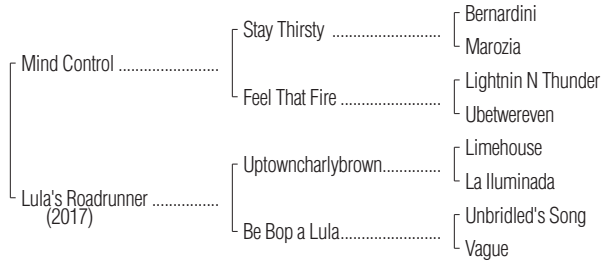 Bernardini
Stay Thirsty ........................
Marozia
Mind Control ......................
Lightnin N Thunder
Feel That Fire ......................
Ubetwereven
Limehouse
Uptowncharlybrown.............
La Iluminada
Lula's Roadrunner ...............
(2017)
Unbridled's Song
Be Bop a Lula......................
Vague